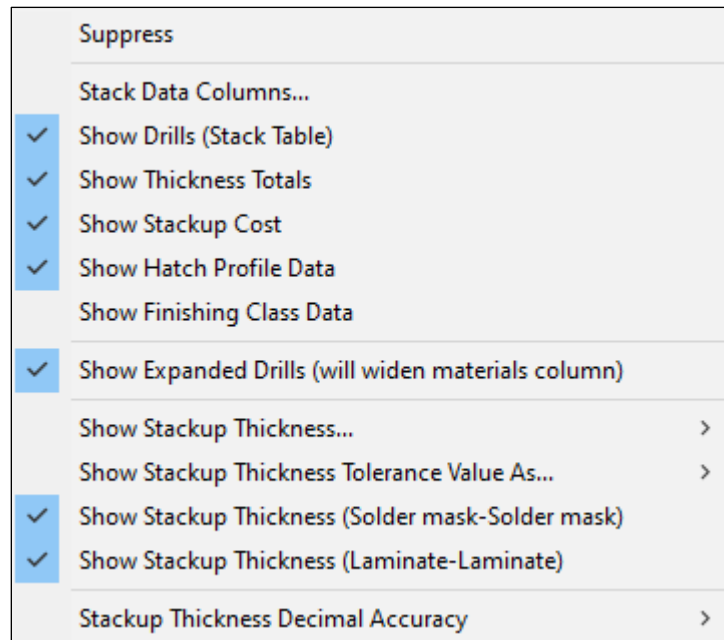 Suppress
Stack Data Columns...
Show Drills (Stack Table)
Show Thickness Totals
Show Stackup Cost
Show Hatch Profile Data
Show Finishing Class Data
Show Expanded Drills (will widen materials column)
Show Stackup Thickness...
Show Stackup Thickness Tolerance Value As...
Show Stackup Thickness (Solder mask-Solder mask)
Show Stackup Thickness (Laminate-Laminate)
Stackup Thickness Decimal Accuracy